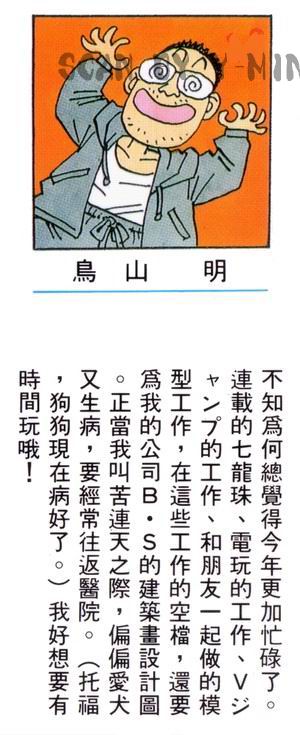 SCAN BY Y-MIN
鳥山　明
不知爲何總覺得今年更加忙碌了。
連載的七龍珠、電玩的工作、Ｖジ
ャンプ的工作、和朋友一起做的模
型工作，在這些工作的空檔，還要
爲我的公司Ｂ・Ｓ的建築畫設計圖
。正當我叫苦連天之際，偏偏愛犬
又生病，要經常往返醫院。（托福
，狗狗現在病好了。）我好想要有
時間玩哦！